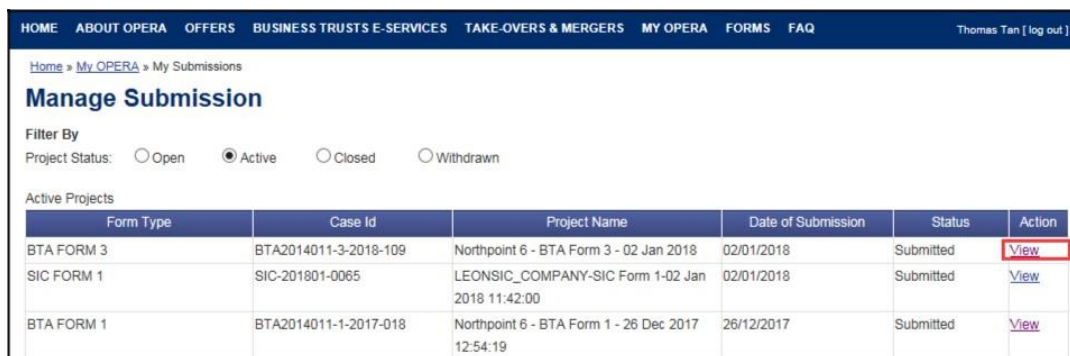 HOME ABOUT OPERA OFFERS BUSINESS TRUSTS E-SERVICES TAKE-OVERS & MERGERS MY OPERA FORMS FAQ Thomas Tan [ log out ]
Home » My OPERA » My Submissions
Manage Submission
Filter By
Project Status: Open Active Closed Withdrawn
Active Projects
Form Type Case Id Project Name Date of Submission Status Action
BTA FORM 3 BTA2014011-3-2018-109 Northpoint 6 - BTA Form 3 - 02 Jan 2018 02/01/2018 Submitted View
SIC FORM 1 SIC-201801-0065 LEONSIC_COMPANY-SIC Form 1-02 Jan 02/01/2018 Submitted View
2018 11:42:00
BTA FORM 1 BTA2014011-1-2017-018 Northpoint 6 - BTA Form 1 - 26 Dec 2017 26/12/2017 Submitted View
12:54:19